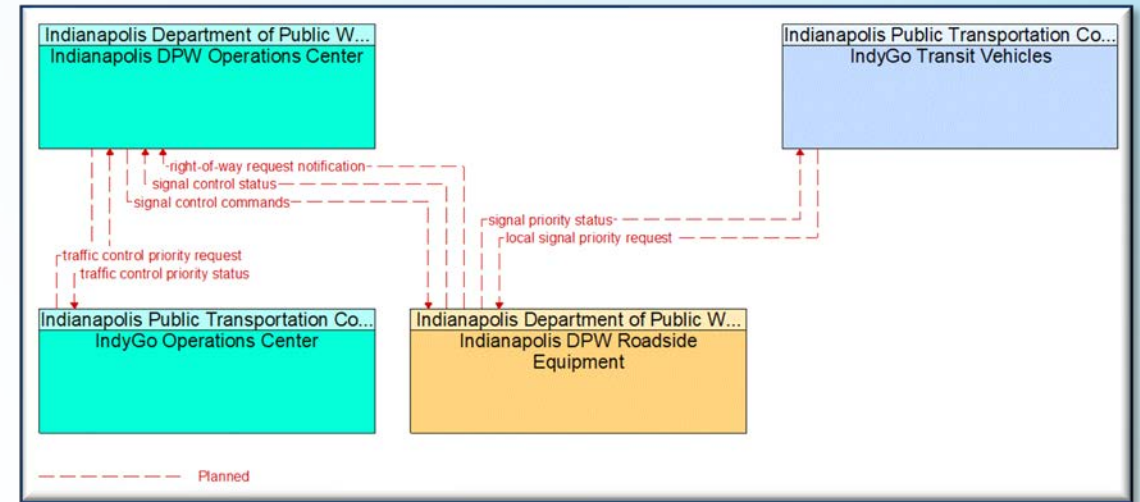 Indianapolis Department of Public W...
Indianapolis DPW Operations Center
Indianapolis Public Transportation Co...
IndyGo Transit Vehicles
right-of-way request notification
signal control status
signal control commands
signal priority status
local signal priority request
traffic control priority request
traffic control priority status
Indianapolis Public Transportation Co...
IndyGo Operations Center
Indianapolis Department of Public W...
Indianapolis DPW Roadside
Equipment
Planned